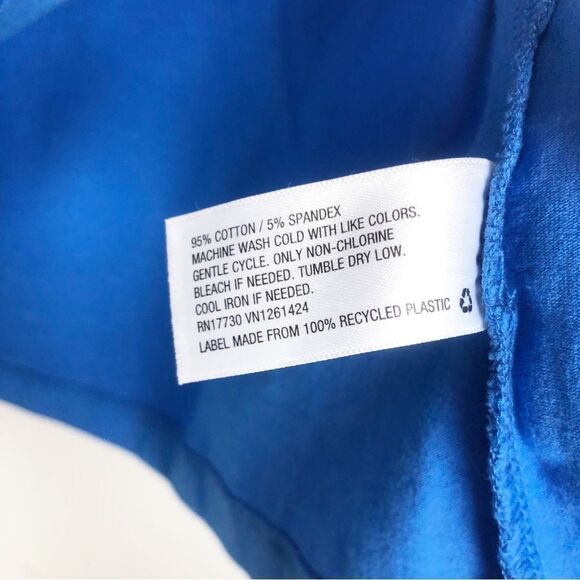 95% COTTON / 5% SPANDEX
MACHINE WASH COLD WITH LIKE COLORS.
GENTLE CYCLE. ONLY NON-CHLORINE
BLEACH IF NEEDED. TUMBLE DRY LOW.
COOL IRON IF NEEDED.
RN17730 VN1261424
LABEL MADE FROM 100% RECYCLED PLASTIC